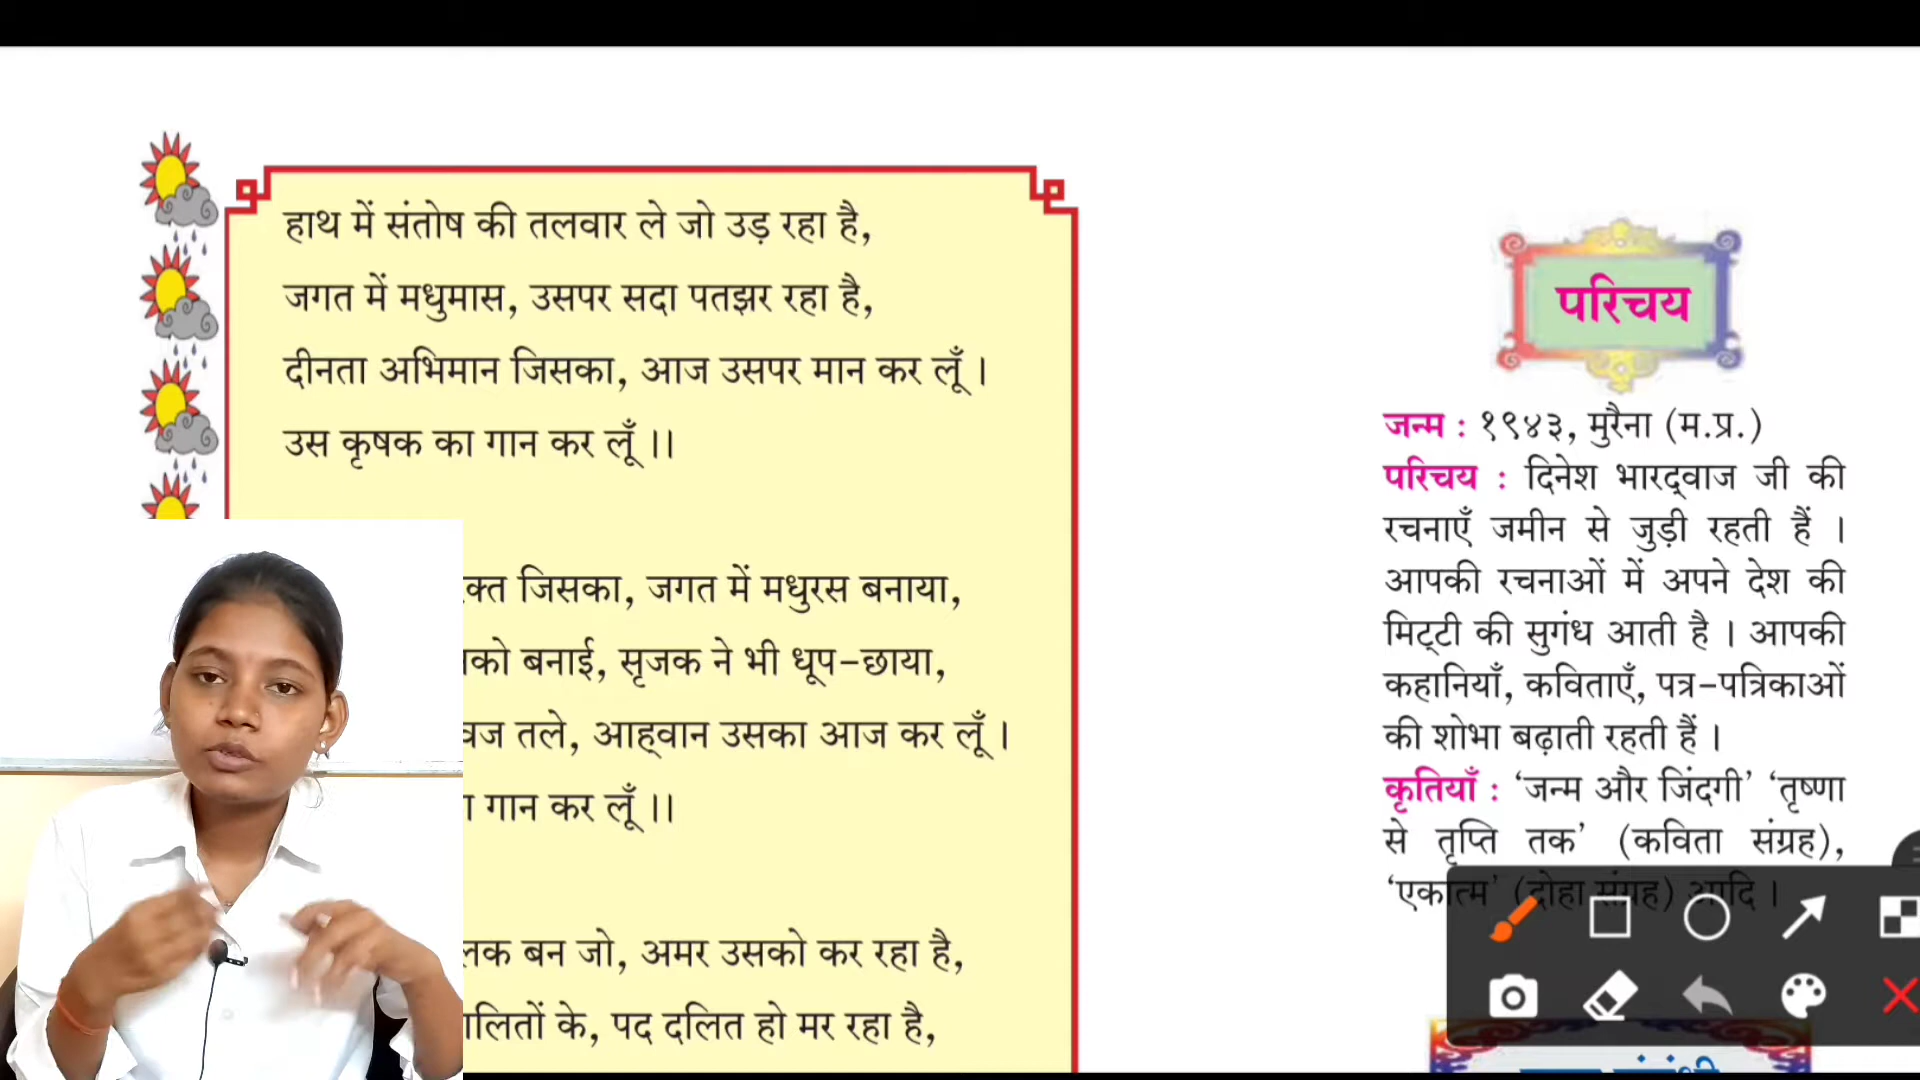 हाथ में संतोष की तलवार ले जो उड़ रहा है,
जगत में मधुमास, उसपर सदा पतझर रहा है,
दीनता अभिमान जिसका, आज उसपर मान कर लूँ ।
उस कृषक का गान कर लूँ ।।
जिसका, जगत में मधुरस बनाया,
बनाई, सृजक ने भी धूप-छाया,
तले, आह्वान उसका आज कर लूँ ।
गान कर लूँ ।।
बन जो, अमर उसको कर रहा है,
के, पद दलित हो मर रहा है,
परिचय
जन्म : १९४३, मुरैना (म.प्र.)
परिचय : दिनेश भारद्‍वाज जी की
रचनाएँ जमीन से जुड़ी रहती हैं ।
आपकी रचनाओं में अपने देश की
मिट्‍टी की सुगंध आती है । आपकी
कहानियाँ, कविताएँ, पत्र-पत्रिकाओं
की शोभा बढ़ाती रहती हैं ।
कृतियाँ : ‘जन्म और जिंदगी’ ‘तृष्णा
से तृप्ति तक’ (कविता संग्रह),
‘एकात्म’ (दोहा संग्रह) आदि ।